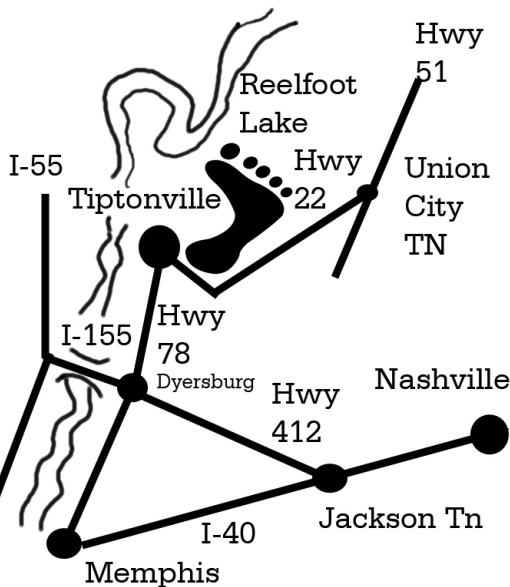 Hwy
51
Reelfoot
Lake
I-55
Hwy
22
Union
City
TN
Tiptonville
I-155
Hwy
78
Dyersburg
Hwy
412
Nashville
Jackson Tn
I-40
Memphis